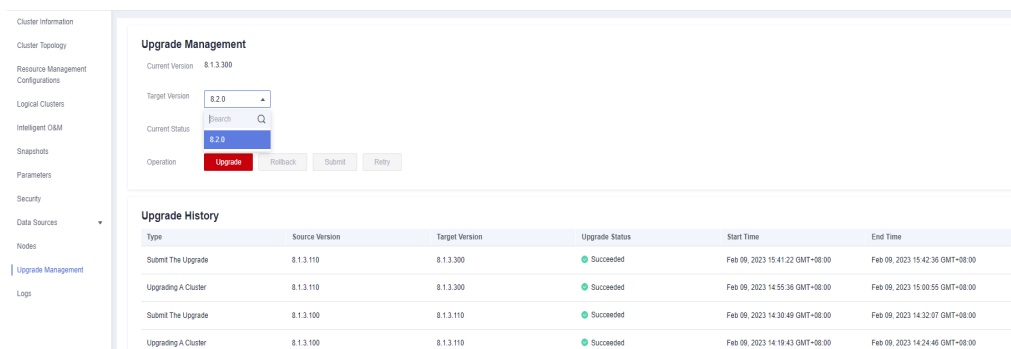 Cluster Information
Cluster Topology
Resource Management
Configurations
Logical Clusters
Intelligent O&M
Snapshots
Parameters
Security
Data Sources
Nodes
Upgrade Management
Logs
Upgrade Management
Current Version 8.1.3.300
Target Version 8.2.0
Search
Current Status
8.2.0
Operation Upgrade Rollback Submit Retry
Upgrade History
Type Source Version Target Version Upgrade Status Start Time End Time
Submit The Upgrade 8.1.3.110 8.1.3.300 Succeeded Feb 09, 2023 15:41:22 GMT+08:00 Feb 09, 2023 15:42:36 GMT+08:00
Upgrading A Cluster 8.1.3.110 8.1.3.300 Succeeded Feb 09, 2023 14:55:36 GMT+08:00 Feb 09, 2023 15:00:55 GMT+08:00
Submit The Upgrade 8.1.3.100 8.1.3.110 Succeeded Feb 09, 2023 14:30:49 GMT+08:00 Feb 09, 2023 14:32:07 GMT+08:00
Upgrading A Cluster 8.1.3.100 8.1.3.110 Succeeded Feb 09, 2023 14:19:43 GMT+08:00 Feb 09, 2023 14:24:46 GMT+08:00